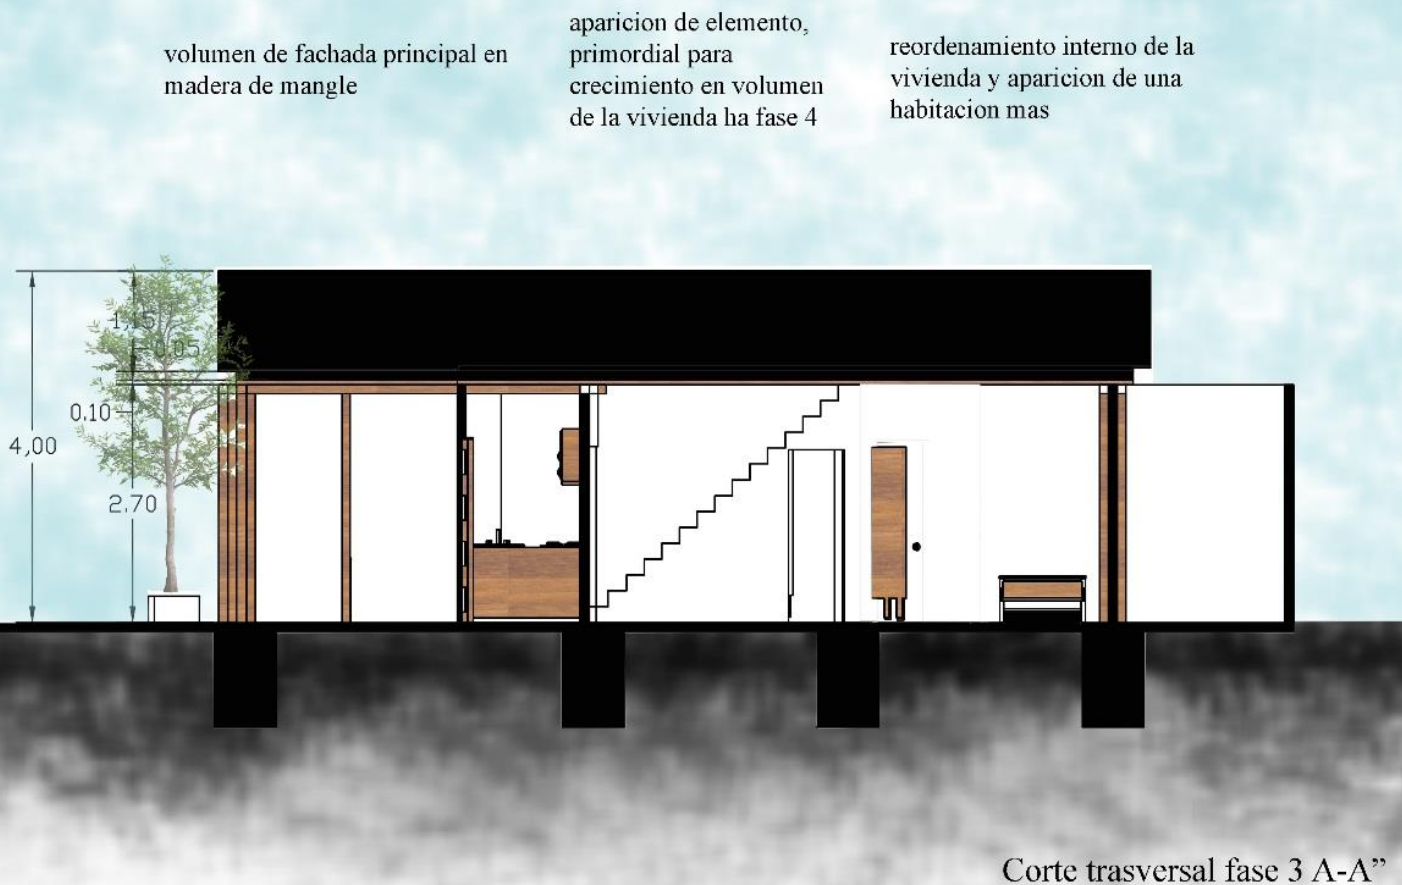 volumen de fachada principal en
madera de mangle
aparicion de elemento,
primordial para
crecimiento en volumen
de la vivienda ha fase 4
reordenamiento interno de la
vivienda y aparicion de una
habitacion mas
1,15
0,05
0,10
4,00
2,70
Corte trasversal fase 3 A-A”